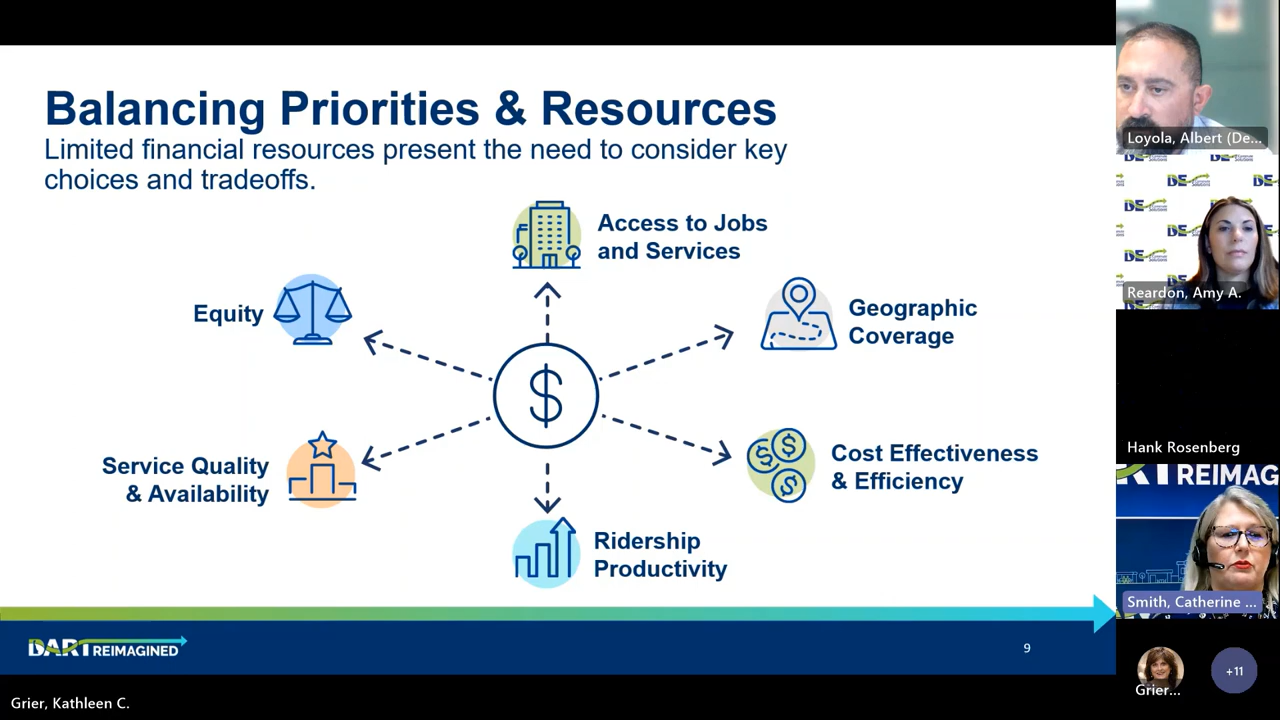 Balancing Priorities & Resources
Limited financial resources present the need to consider key
choices and tradeoffs.
Access to Jobs
and Services
Equity
Geographic
Coverage
$
Service Quality
& Availability
Cost Effectiveness
& Efficiency
Ridership
Productivity
DART REIMAGINED
9
Grier, Kathleen C.
Loyola, Albert (De...
Reardon, Amy A.
Hank Rosenberg
RT REIMAGIN
Smith, Catherine ...
Grier...
+11